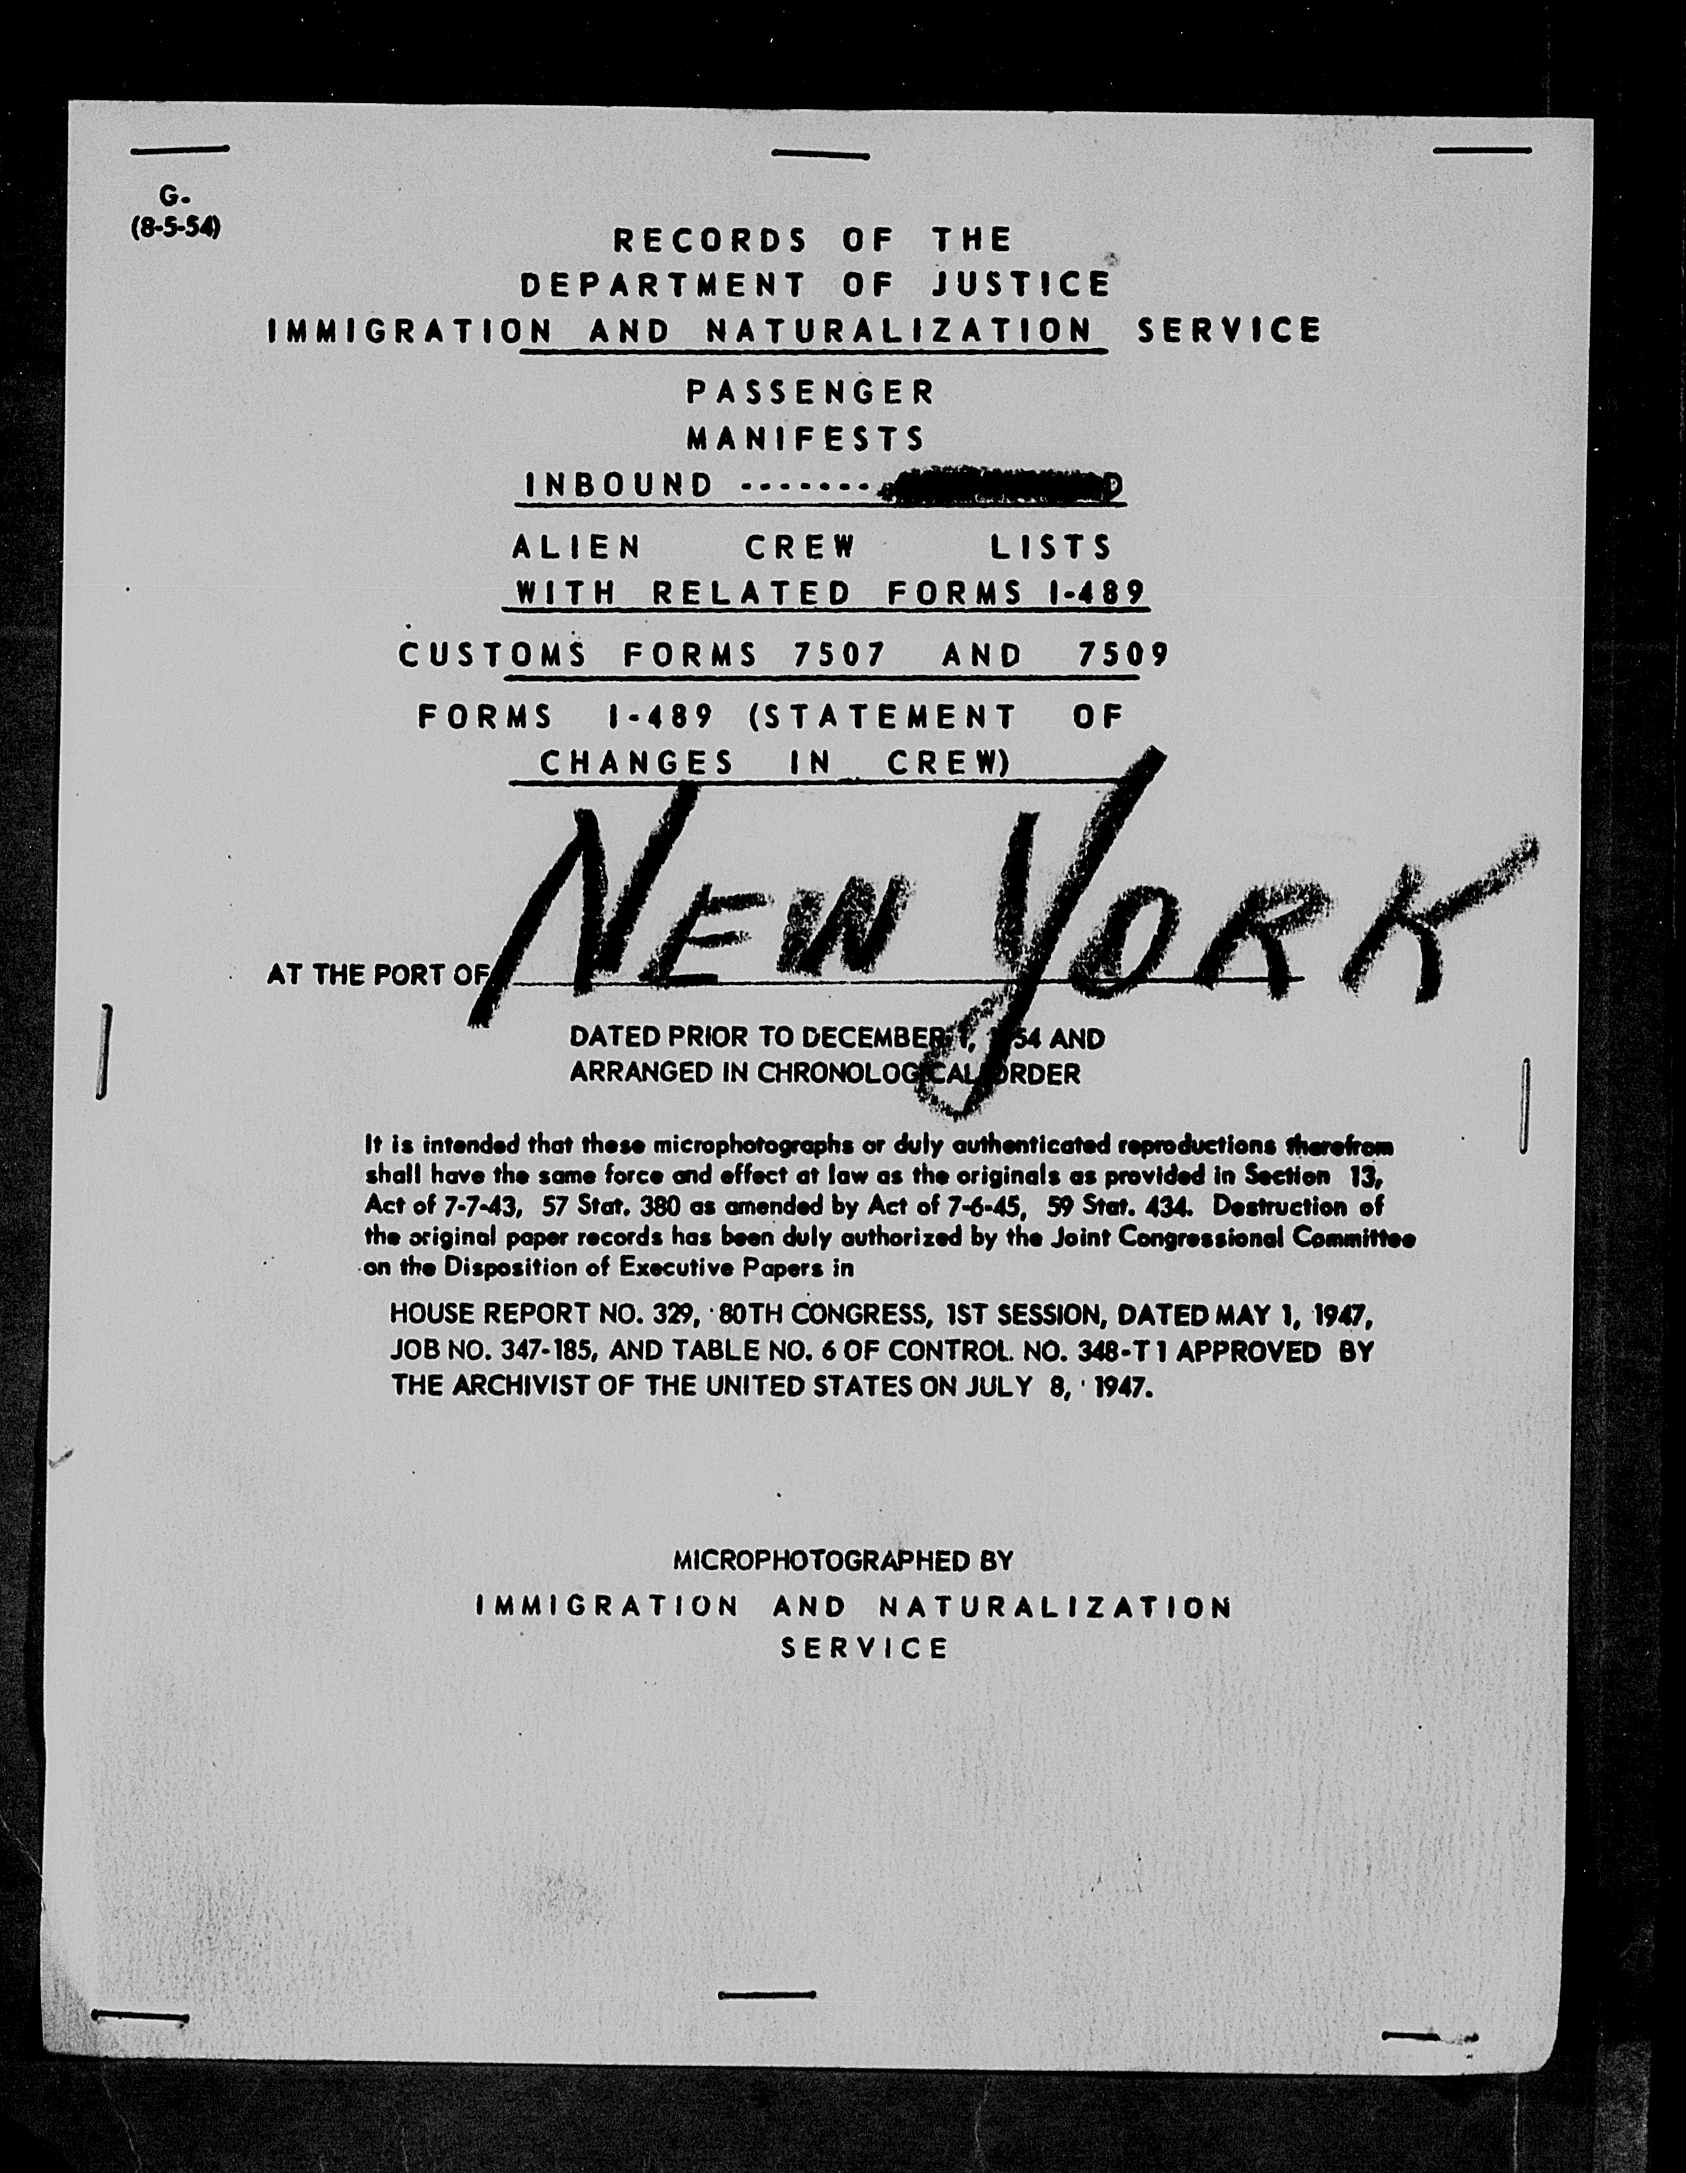 G-
(8-5-54)
RECORDS OF THE
DEPARTMENT OF JUSTICE
IMMIGRATION AND NATURALIZATION SERVICE
PASSENGER
MANIFESTS
INBOUND -------
ALIEN CREW LISTS
WITH RELATED FORMS I-489
CUSTOMS FORMS 7507 AND 7509
FORMS I-489 (STATEMENT OF
CHANGES IN CREW)
AT THE PORT OF NEW YORK
DATED PRIOR TO DECEMBER 1, 1954 AND
ARRANGED IN CHRONOLOGICAL ORDER
It is intended that these microphotographs or duly authenticated reproductions therefrom
shall have the same force and effect at law as the originals as provided in Section 13,
Act of 7-7-43, 57 Stat. 380 as amended by Act of 7-6-45, 59 Stat. 434. Destruction of
the original paper records has been duly authorized by the Joint Congressional Committee
on the Disposition of Executive Papers in
HOUSE REPORT NO. 329, 80TH CONGRESS, 1ST SESSION, DATED MAY 1, 1947,
JOB NO. 347-185, AND TABLE NO. 6 OF CONTROL NO. 348-T1 APPROVED BY
THE ARCHIVIST OF THE UNITED STATES ON JULY 8, 1947.
MICROPHOTOGRAPHED BY
IMMIGRATION AND NATURALIZATION
SERVICE